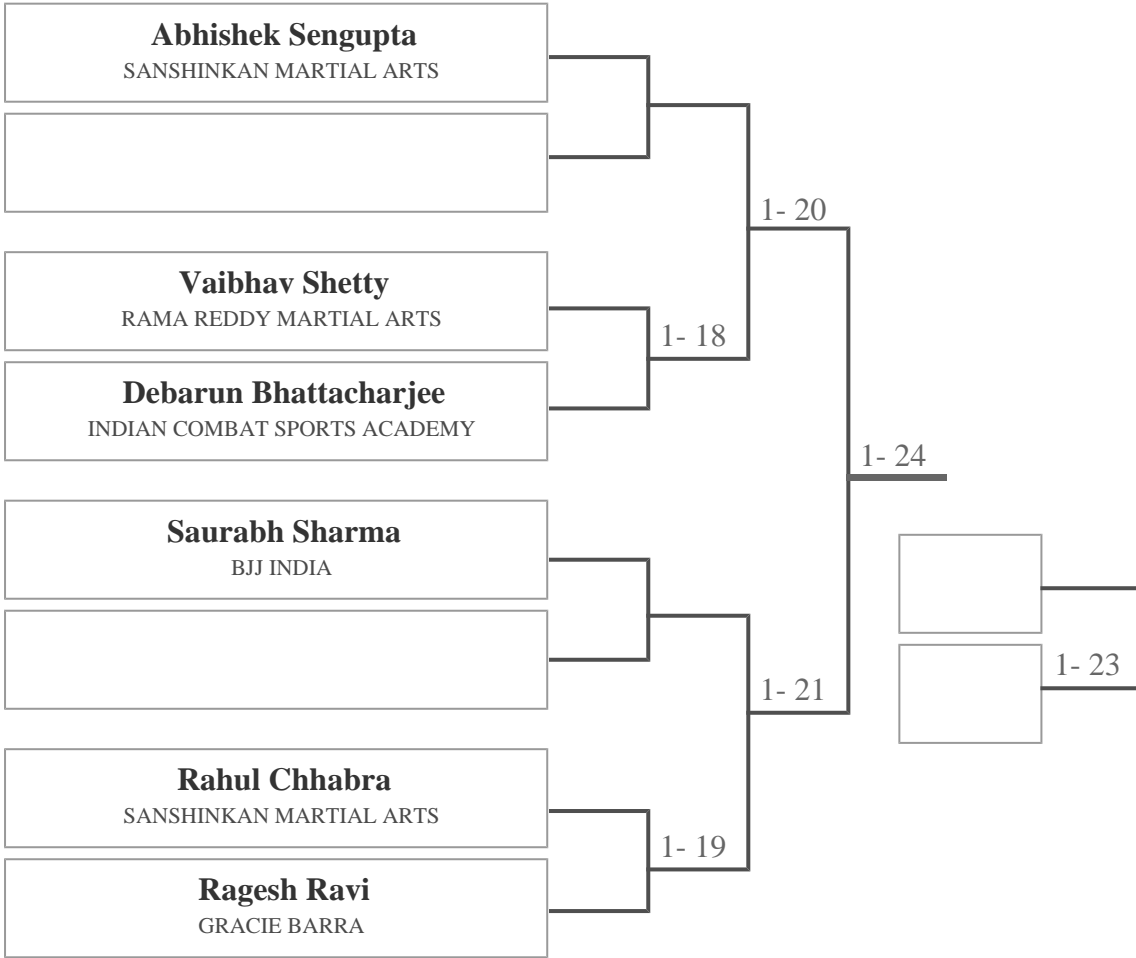 Abhishek Sengupta
SANSHINKAN MARTIAL ARTS
1- 20
Vaibhav Shetty
RAMA REDDY MARTIAL ARTS
1- 18
Debarun Bhattacharjee
INDIAN COMBAT SPORTS ACADEMY
1- 24
Saurabh Sharma
BJJ INDIA
1- 23
1- 21
Rahul Chhabra
SANSHINKAN MARTIAL ARTS
1- 19
Ragesh Ravi
GRACIE BARRA